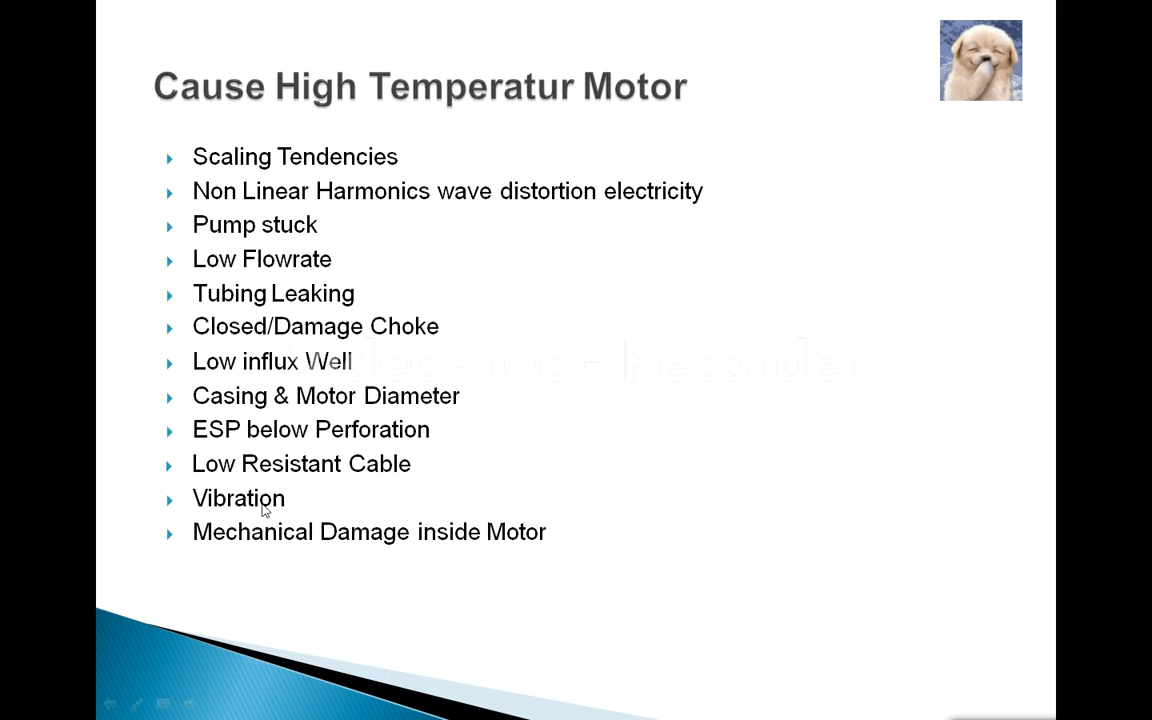 Cause High Temperatur Motor
Scaling Tendencies
Non Linear Harmonics wave distortion electricity
Pump stuck
Low Flowrate
Tubing Leaking
Closed/Damage Choke
Low influx Well
VideoProc - Recorder
Casing & Motor Diameter
ESP below Perforation
Low Resistant Cable
Vibration
Mechanical Damage inside Motor